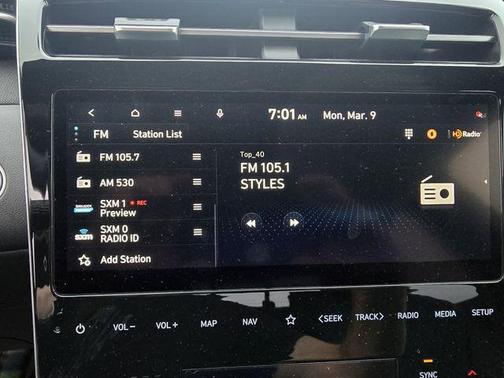 7:01 AM Mon, Mar. 9
FM Station List HD Radio
FM 105.7
AM 530
SXM 1 REC
Preview
SXM 0
RADIO ID
Add Station
Top_40
FM 105.1
STYLES
VOL− VOL+ MAP NAV <SEEK TRACK> RADIO MEDIA SETUP
SYNC